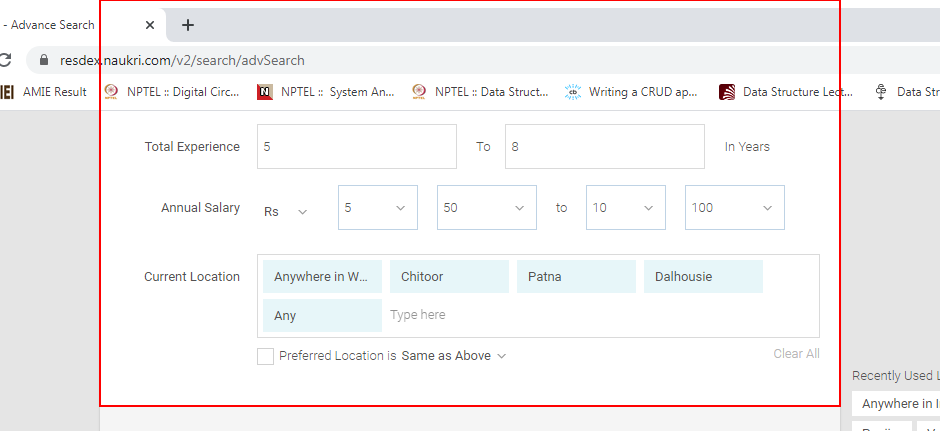 - Advance Search
resdex.naukri.com/v2/search/advSearch
IEI AMIE Result NPTEL NPTEL :: Digital Circ... N NPTEL :: System An... NPTEL NPTEL :: Data Struct... cb Writing a CRUD ap... Data Structure Lect... Data Str
Total Experience 5 To 8 In Years
Annual Salary Rs 5 50 to 10 100
Current Location Anywhere in W... Chitoor Patna Dalhousie
Any Type here
Preferred Location is Same as Above Clear All
Recently Used L
Anywhere in I